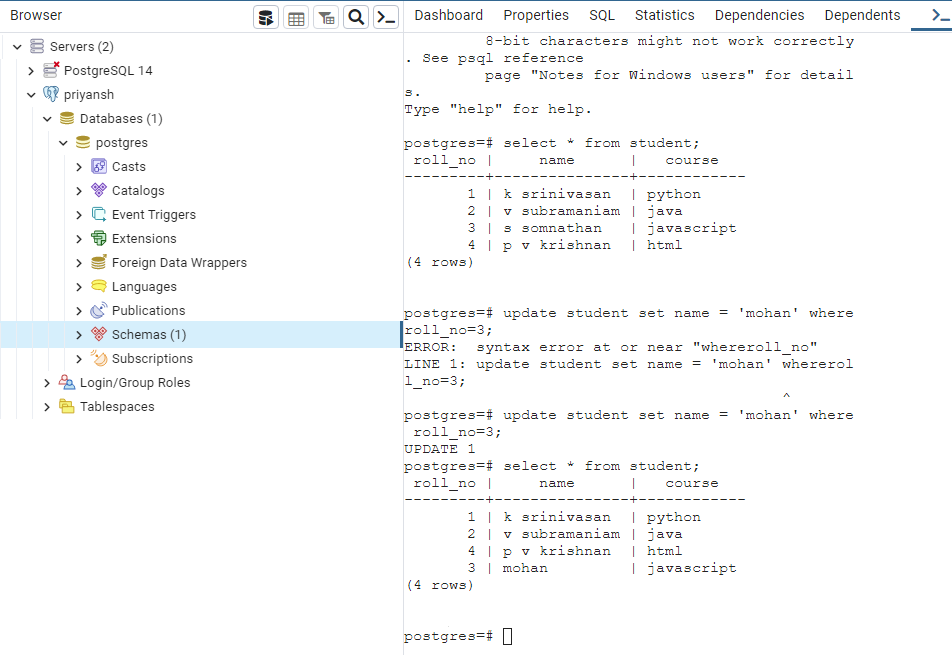 Browser
Servers (2)
PostgreSQL 14
priyansh
Databases (1)
postgres
Casts
Catalogs
Event Triggers
Extensions
Foreign Data Wrappers
Languages
Publications
Schemas (1)
Subscriptions
Login/Group Roles
Tablespaces
Dashboard Properties SQL Statistics Dependencies Dependents
8-bit characters might not work correctly
. See psql reference
page "Notes for Windows users" for detail
s.
Type "help" for help.
postgres=# select * from student;
roll_no | name | course
---------+---------------+------------
1 | k srinivasan | python
2 | v subramaniam | java
3 | s somnathan | javascript
4 | p v krishnan | html
(4 rows)
postgres=# update student set name = 'mohan' where
roll_no=3;
ERROR: syntax error at or near "whereroll_no"
LINE 1: update student set name = 'mohan' whererol
l_no=3;
^
postgres=# update student set name = 'mohan' where
roll_no=3;
UPDATE 1
postgres=# select * from student;
roll_no | name | course
---------+---------------+------------
1 | k srinivasan | python
2 | v subramaniam | java
4 | p v krishnan | html
3 | mohan | javascript
(4 rows)
postgres=#